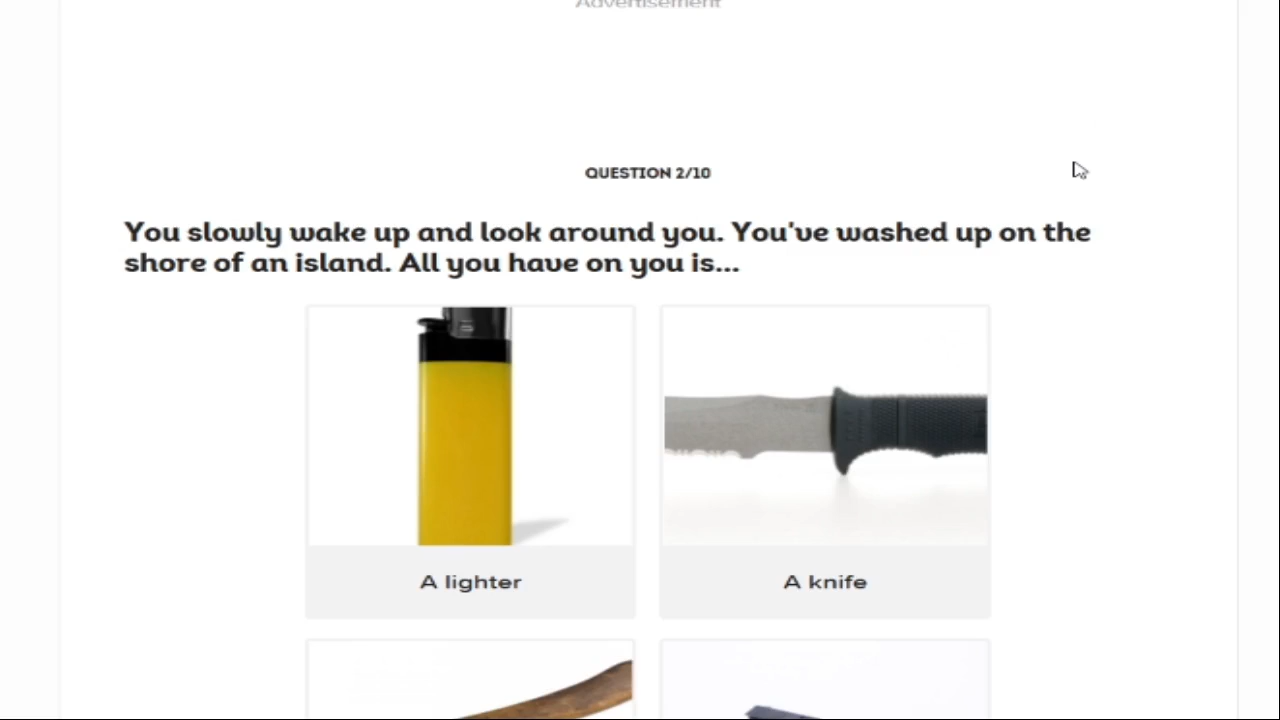 Advertisement
QUESTION 2/10
You slowly wake up and look around you. You've washed up on the
shore of an island. All you have on you is...
A lighter
A knife